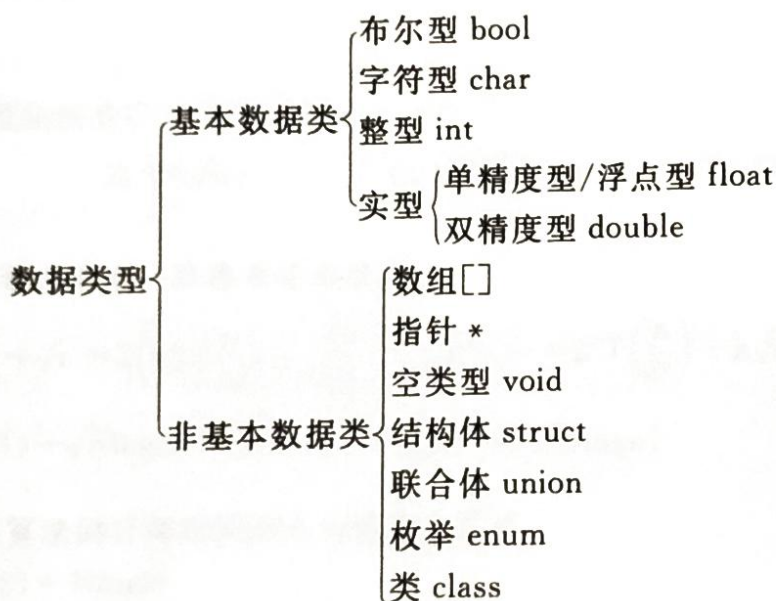 布尔型 bool
字符型 char
基本数据类
整型 int
实型
单精度型/浮点型 float
双精度型 double
数据类型
数组[]
指针 *
空类型 void
非基本数据类
结构体 struct
联合体 union
枚举 enum
类 class